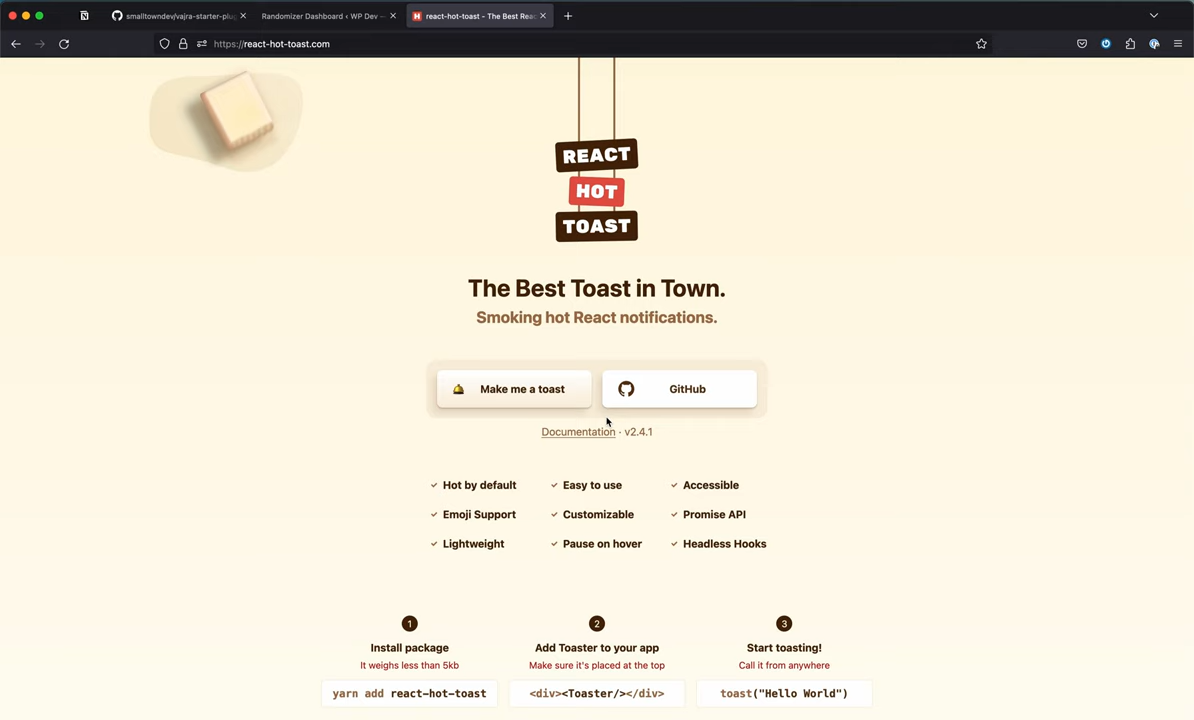 smalltowndev/vajra-starter-plug
Randomizer Dashboard ‹ WP Dev —
react-hot-toast - The Best Reac
https://react-hot-toast.com
REACT
HOT
TOAST
The Best Toast in Town.
Smoking hot React notifications.
Make me a toast
GitHub
Documentation · v2.4.1
Hot by default
Easy to use
Accessible
Emoji Support
Customizable
Promise API
Lightweight
Pause on hover
Headless Hooks
1
2
3
Install package
Add Toaster to your app
Start toasting!
It weighs less than 5kb
Make sure it's placed at the top
Call it from anywhere
yarn add react-hot-toast
<div><Toaster/></div>
toast("Hello World")